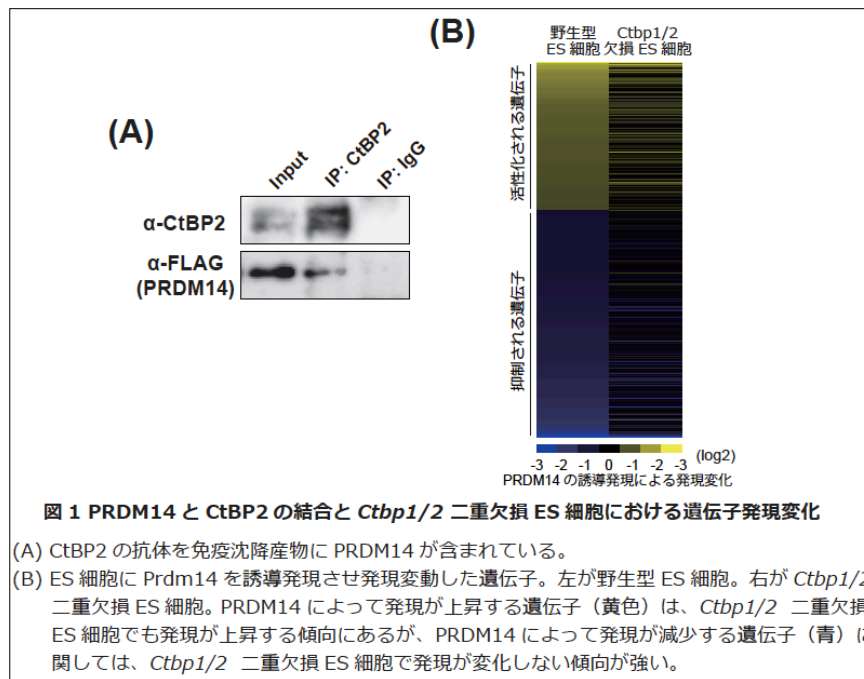 (B)
野生型 Ctbp1/2
ES 細胞 欠損 ES 細胞
(A)
Input
IP: CtBP2
IP: IgG
α-CtBP2
α-FLAG
(PRDM14)
活性化される遺伝子
抑制される遺伝子
-3 -2 -1 0 -1 -2 -3 (log2)
PRDM14 の誘導発現による発現変化
図 1 PRDM14 と CtBP2 の結合と Ctbp1/2 二重欠損 ES 細胞における遺伝子発現変化
(A) CtBP2 の抗体を免疫沈降産物に PRDM14 が含まれている。
(B) ES 細胞に Prdm14 を誘導発現させ発現変動した遺伝子。左が野生型 ES 細胞。右が Ctbp1/2
二重欠損 ES 細胞。PRDM14 によって発現が上昇する遺伝子（黄色）は、Ctbp1/2 二重欠損
ES 細胞でも発現が上昇する傾向にあるが、PRDM14 によって発現が減少する遺伝子（青）に
関しては、Ctbp1/2 二重欠損 ES 細胞で発現が変化しない傾向が強い。